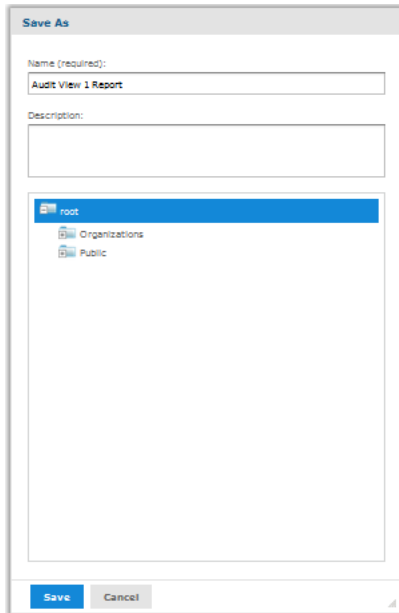 Save As
Name (required):
Audit View 1 Report
Description:
root
Organizations
Public
Save
Cancel